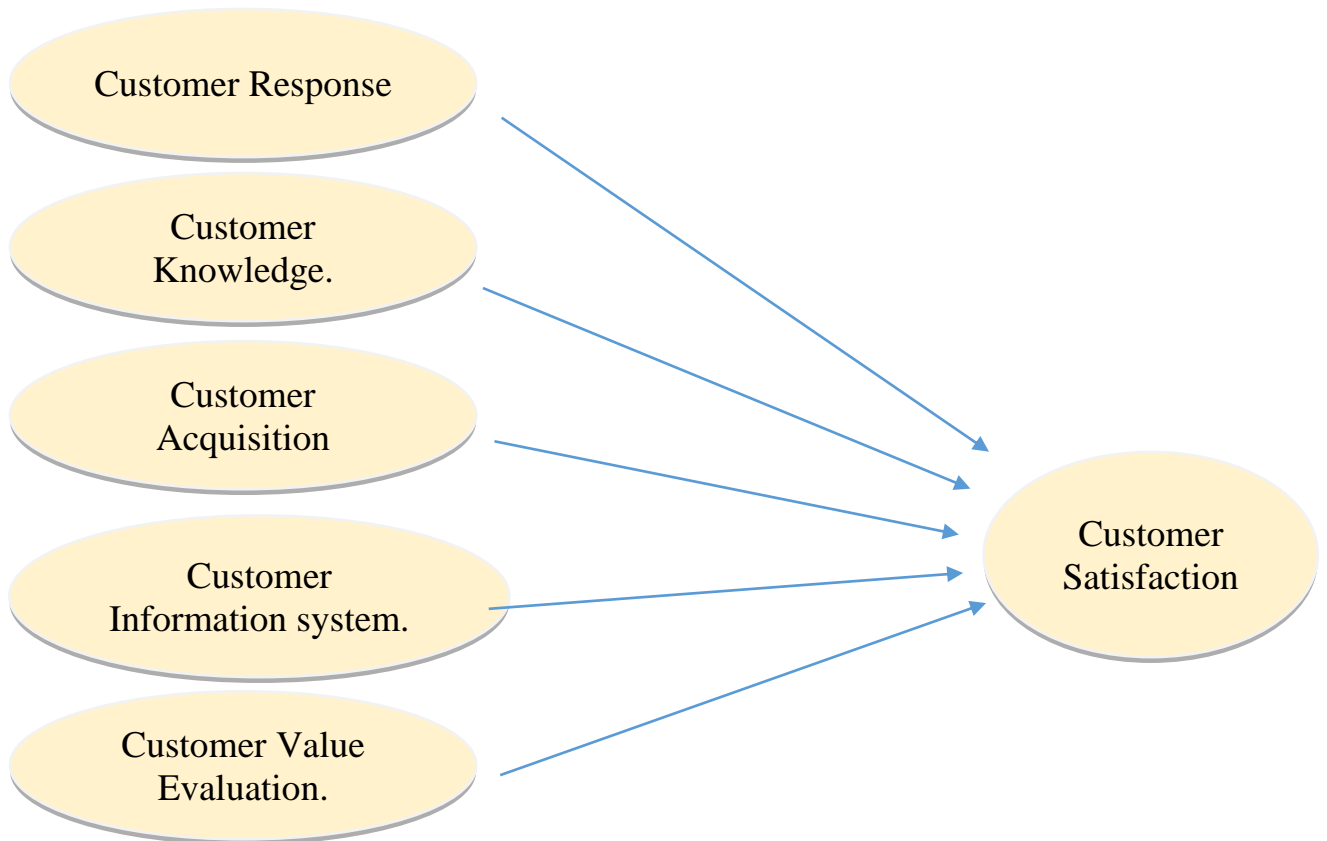 Customer Response
Customer
Knowledge.
Customer
Acquisition
Customer
Information system.
Customer Value
Evaluation.
Customer
Satisfaction